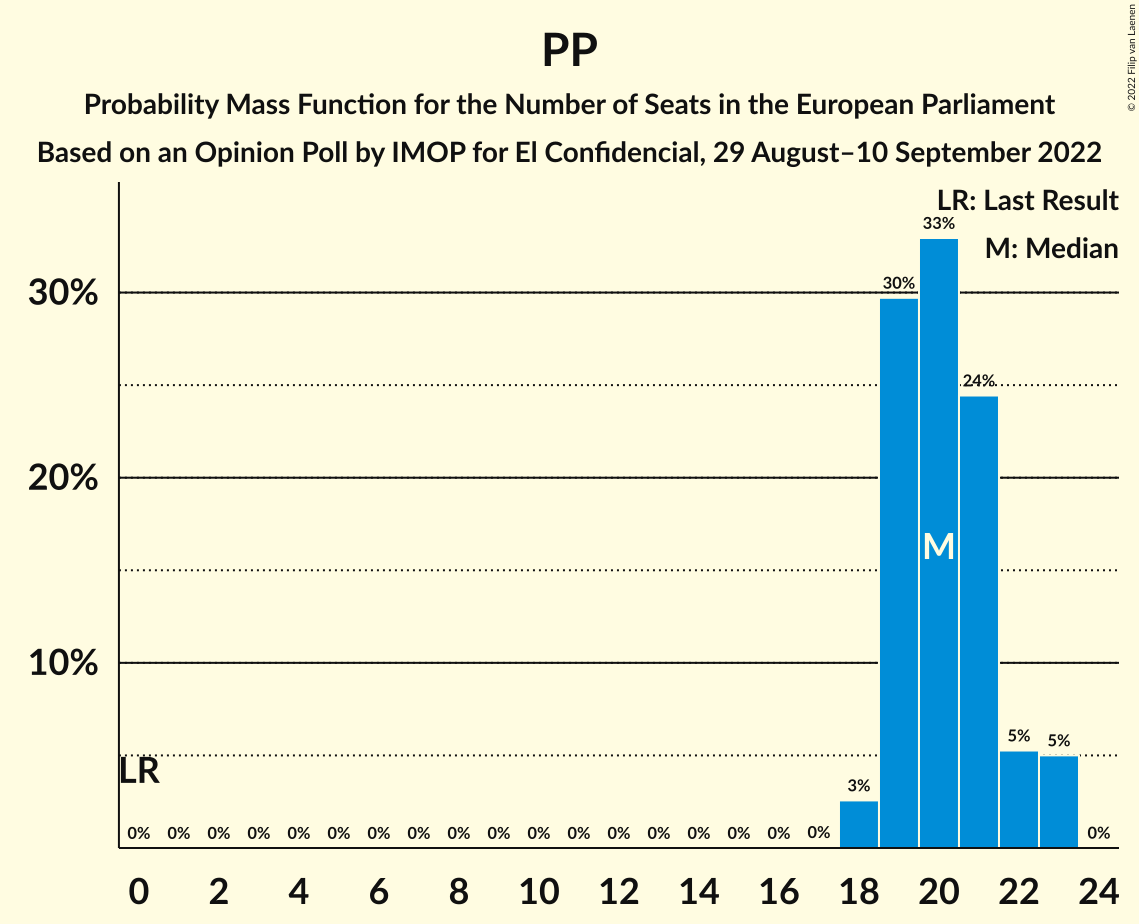 PP
Probability Mass Function for the Number of Seats in the European Parliament
Based on an Opinion Poll by IMOP for El Confidencial, 29 August–10 September 2022
© 2022 Filip van Laenen
LR: Last Result
M: Median
30%
20%
10%
LR
M
0% 0% 0% 0% 0% 0% 0% 0% 0% 0% 0% 0% 0% 0% 0% 0% 0% 0% 3% 30% 33% 24% 5% 5% 0%
0 2 4 6 8 10 12 14 16 18 20 22 24